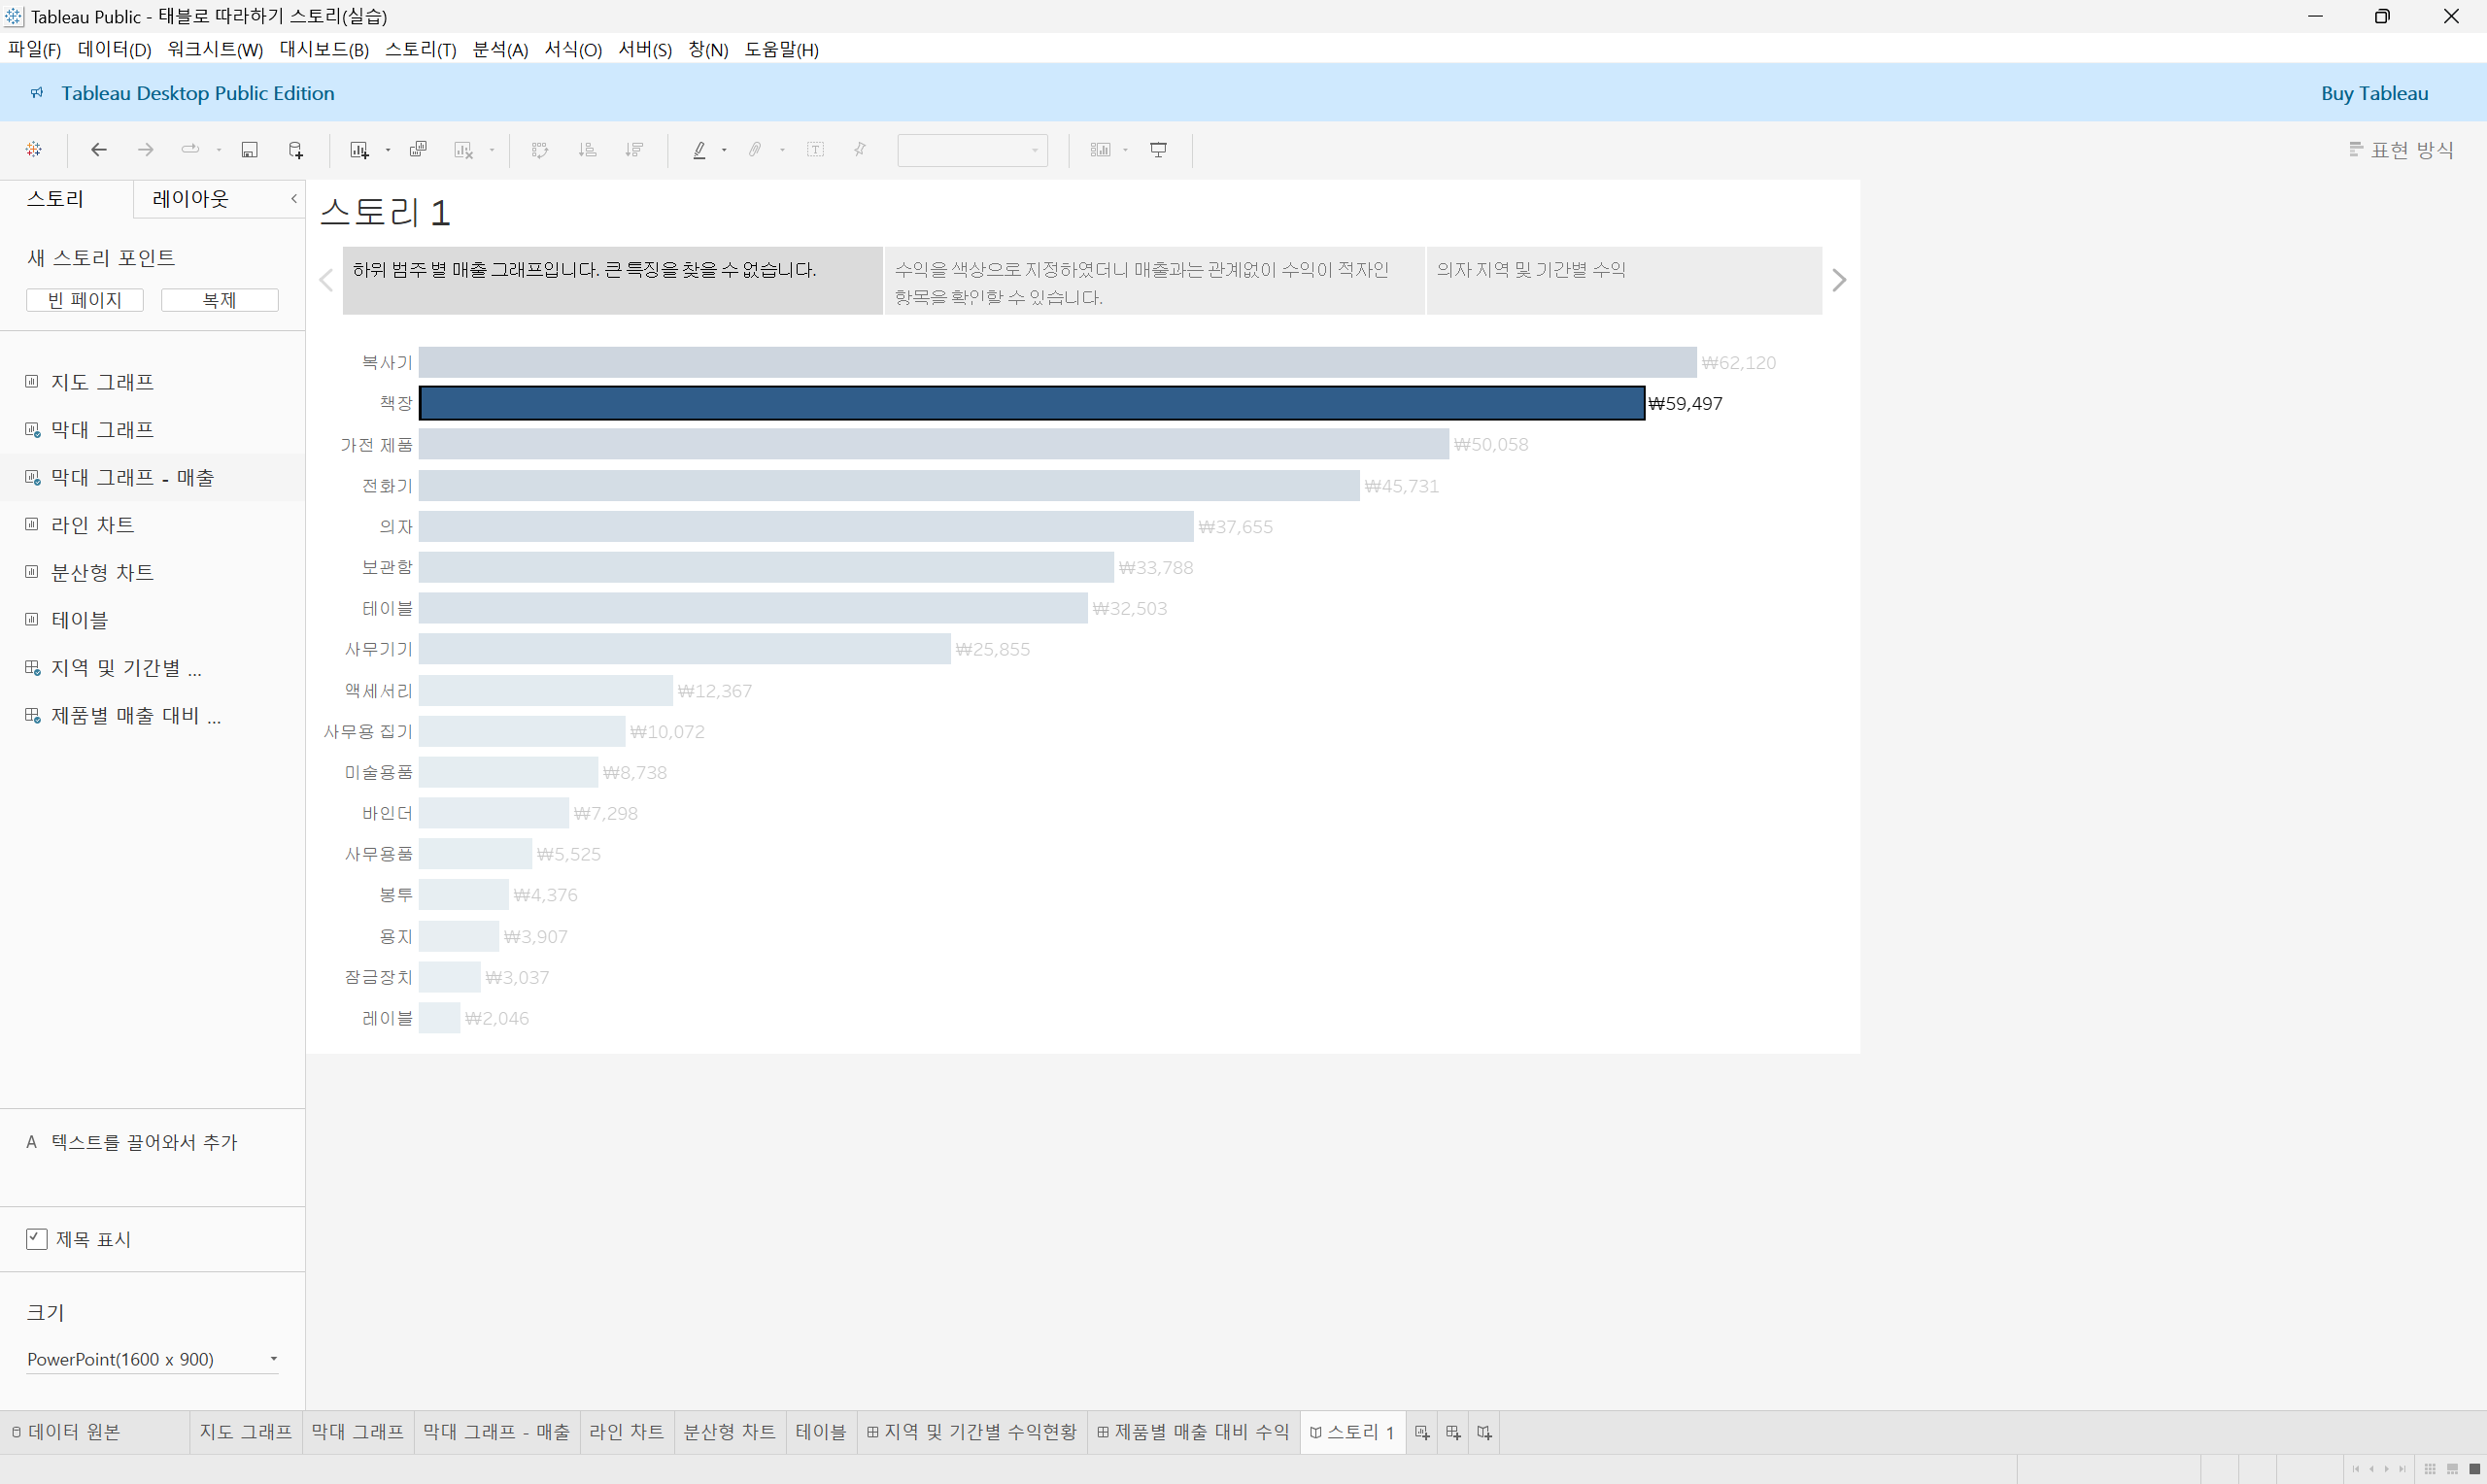 Tableau Public - 태블로 따라하기 스토리(실습)
파일(F) 데이터(D) 워크시트(W) 대시보드(B) 스토리(T) 분석(A) 서식(O) 서버(S) 창(N) 도움말(H)
Tableau Desktop Public Edition
Buy Tableau
표현 방식
스토리
레이아웃
새 스토리 포인트
빈 페이지
복제
지도 그래프
막대 그래프
막대 그래프 - 매출
라인 차트
분산형 차트
테이블
지역 및 기간별 ...
제품별 매출 대비 ...
A 텍스트를 끌어와서 추가
제목 표시
크기
PowerPoint(1600 x 900)
스토리 1
하위 범주 별 매출 그래프입니다. 큰 특징을 찾을 수 없습니다.
수익을 색상으로 지정하였더니 매출과는 관계없이 수익이 적자인
항목을 확인할 수 있습니다.
의자 지역 및 기간별 수익
복사기 ₩62,120
책장 ₩59,497
가전 제품 ₩50,058
전화기 ₩45,731
의자 ₩37,655
보관함 ₩33,788
테이블 ₩32,503
사무기기 ₩25,855
액세서리 ₩12,367
사무용 집기 ₩10,072
미술용품 ₩8,738
바인더 ₩7,298
사무용품 ₩5,525
봉투 ₩4,376
용지 ₩3,907
잠금장치 ₩3,037
레이블 ₩2,046
데이터 원본 지도 그래프 막대 그래프 막대 그래프 - 매출 라인 차트 분산형 차트 테이블 지역 및 기간별 수익현황 제품별 매출 대비 수익 스토리 1